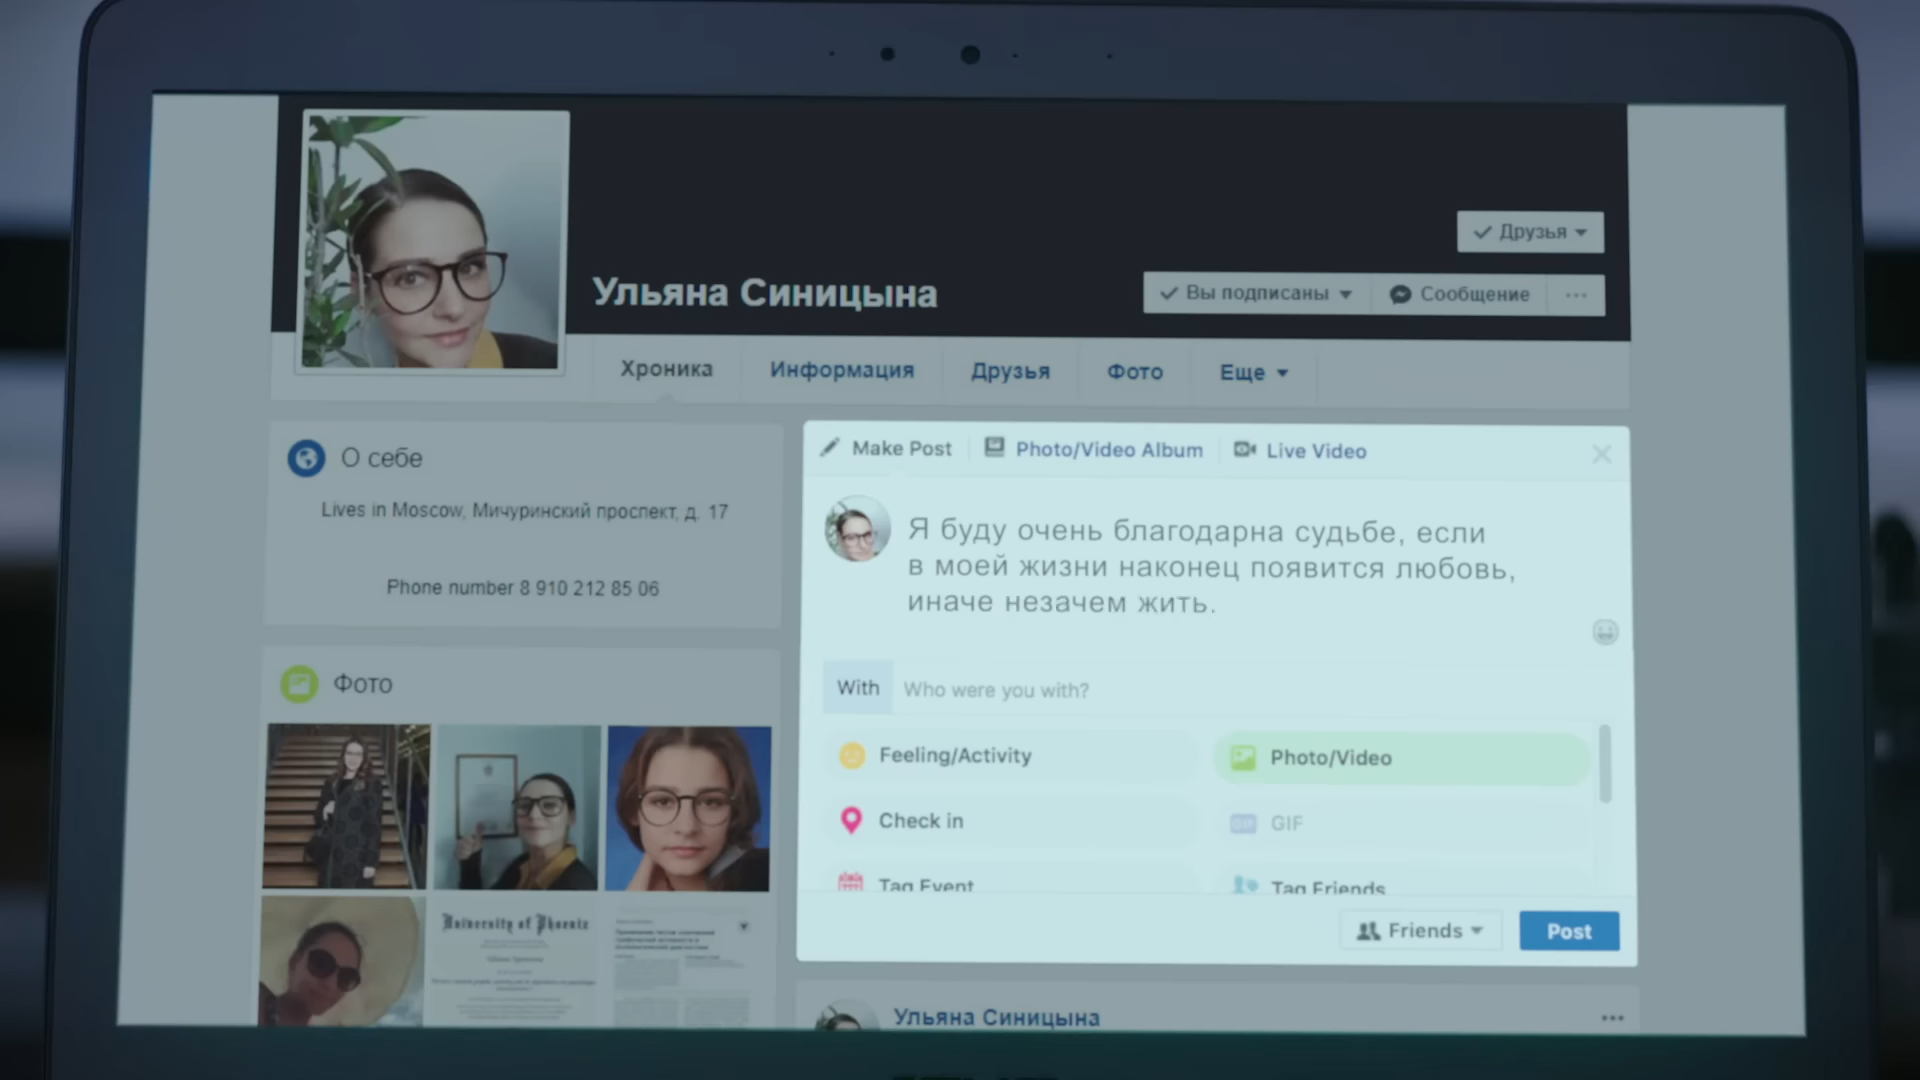 Друзья
Ульяна Синицына
Вы подписаны
Сообщение
Хроника
Информация
Друзья
Фото
Еще
О себе
Lives in Moscow, Мичуринский проспект, д. 17
Phone number 8 910 212 85 06
Фото
University of Phoenix
Make Post
Photo/Video Album
Live Video
Я буду очень благодарна судьбе, если
в моей жизни наконец появится любовь,
иначе незачем жить.
With
Who were you with?
Feeling/Activity
Photo/Video
Check in
GIF
Tag Event
Tag Friends
Friends
Post
Ульяна Синицына